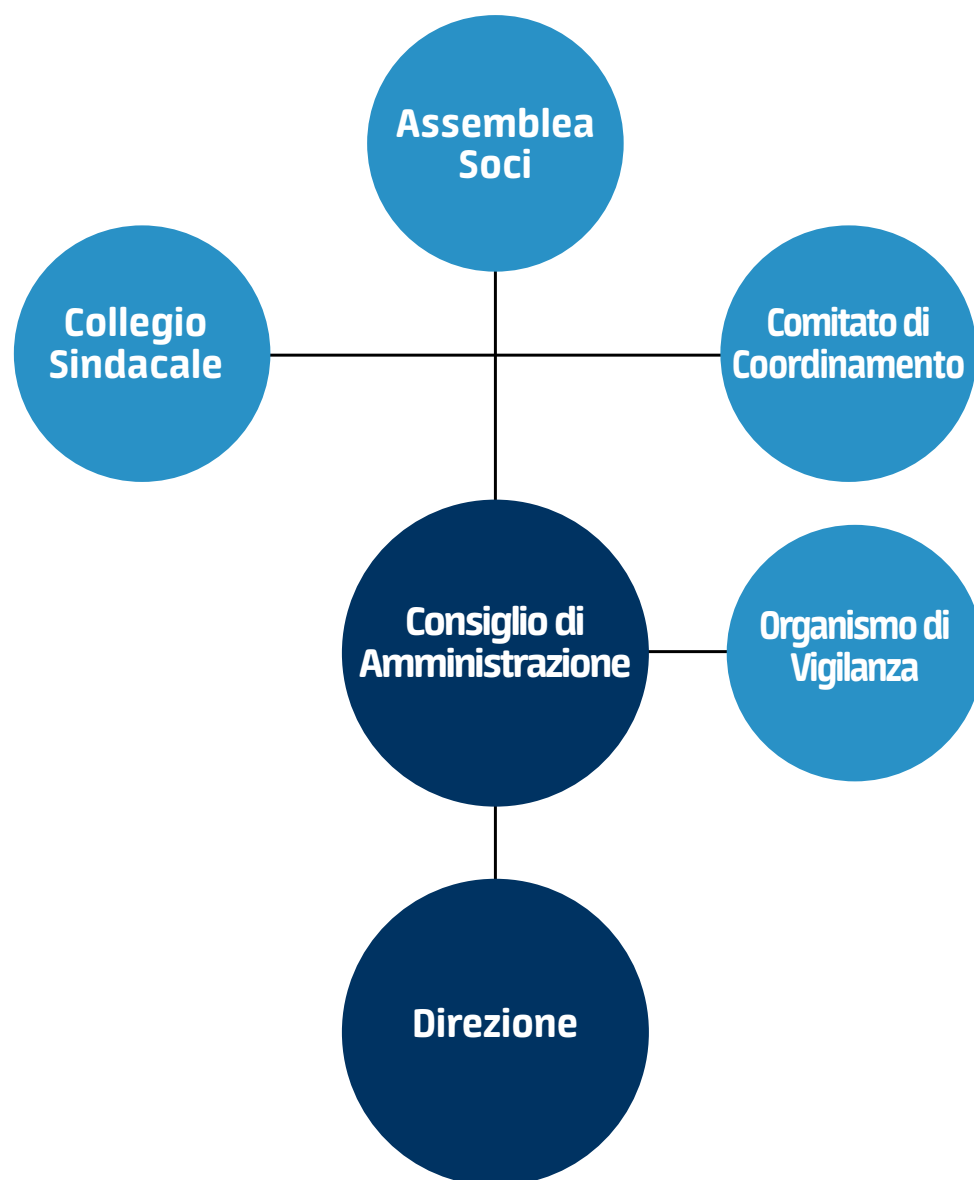 Assemblea
Soci
Collegio
Sindacale
Comitato di
Coordinamento
Consiglio di
Amministrazione
Organismo di
Vigilanza
Direzione